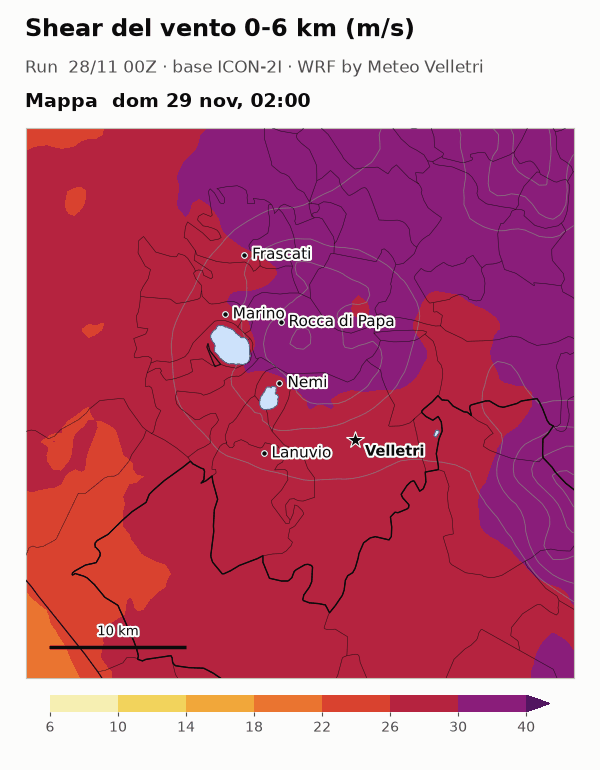 Shear del vento 0-6 km (m/s)
Run  28/11 00Z · base ICON-2I · WRF by Meteo Velletri
Mappa  dom 29 nov, 02:00
Frascati
Marino
Rocca di Papa
Nemi
Velletri
Lanuvio
10 km
6 10 14 18 22 26 30 40